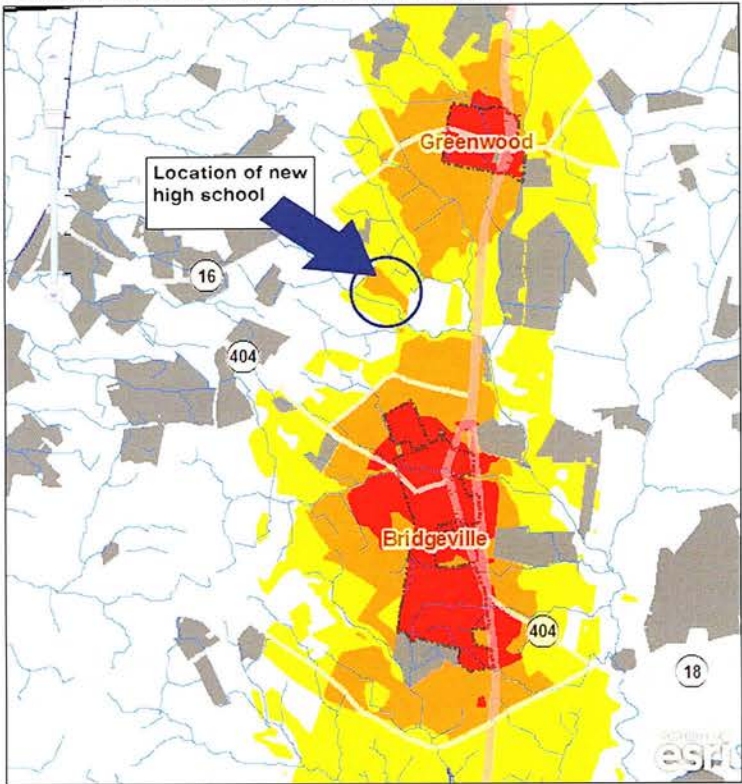 Greenwood
Location of new
high school
16
404
Bridgeville
404
18
esri